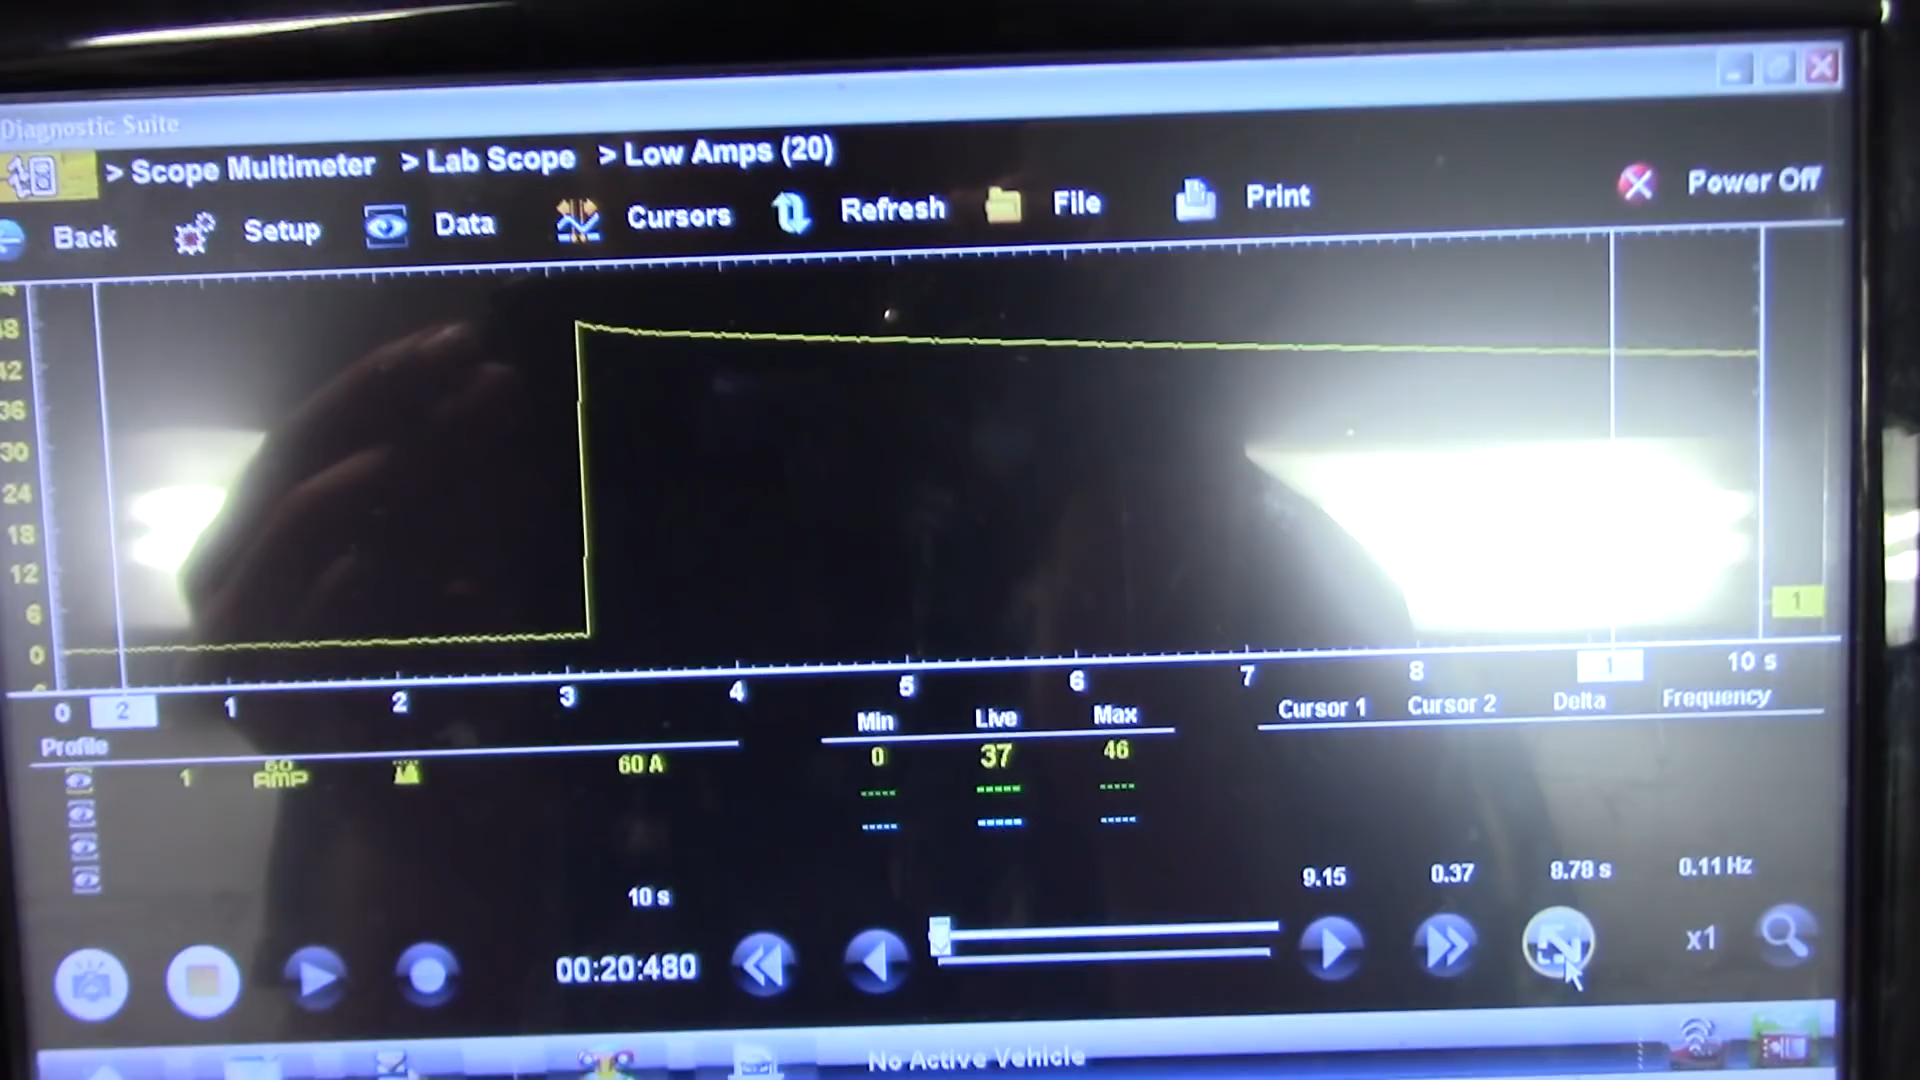 Diagnostic Suite
> Scope Multimeter > Lab Scope > Low Amps (20)
Back Setup Data Cursors Refresh File Print Power Off
48
42
36
30
24
18
12
6
0
1
0 2 1 2 3 4 5 6 7 8 1 10 s
Profile Min Live Max Cursor 1 Cursor 2 Delta Frequency
1 60 AMP 60 A 0 37 46
----- ----- -----
----- ----- -----
10 s 9.15 0.37 8.78 s 0.11 Hz
00:20:480 x1
No Active Vehicle